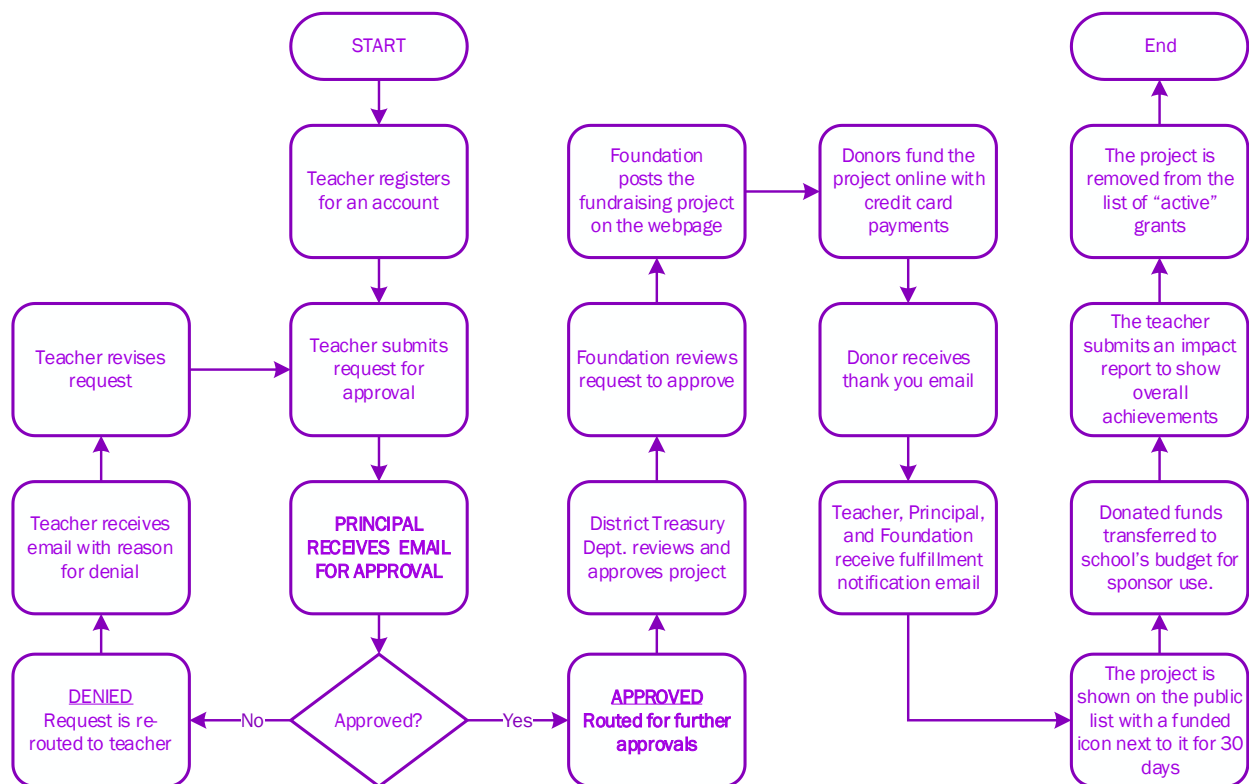 START
Teacher registers
for an account
Teacher submits
request for
approval
PRINCIPAL
RECEIVES EMAIL
FOR APPROVAL
Approved?
No
DENIED
Request is re-
routed to teacher
Teacher receives
email with reason
for denial
Teacher revises
request
Yes
APPROVED
Routed for further
approvals
District Treasury
Dept. reviews and
approves project
Foundation reviews
request to approve
Foundation
posts the
fundraising project
on the webpage
Donors fund the
project online with
credit card
payments
Donor receives
thank you email
Teacher, Principal,
and Foundation
receive fulfillment
notification email
The project is
shown on the public
list with a funded
icon next to it for 30
days
Donated funds
transferred to
school’s budget for
sponsor use.
The teacher
submits an impact
report to show
overall
achievements
The project is
removed from the
list of “active”
grants
End